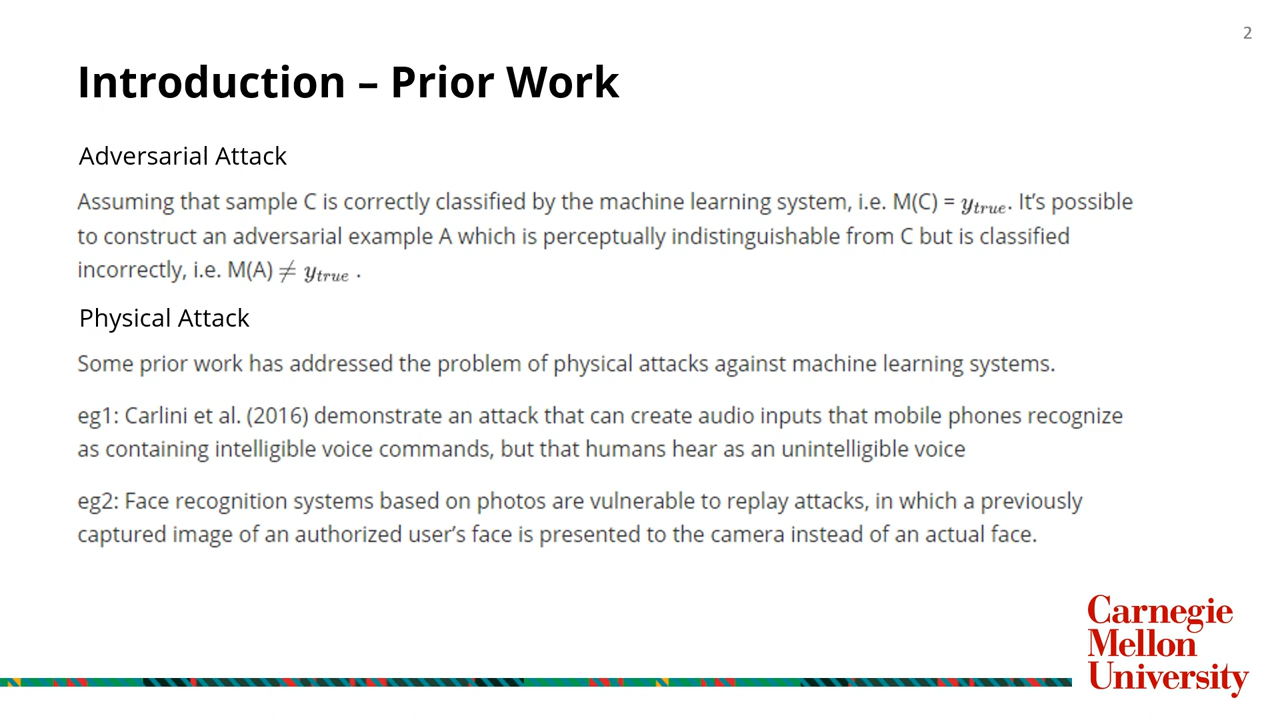 2
Introduction – Prior Work
Adversarial Attack
Assuming that sample C is correctly classified by the machine learning system, i.e. M(C) = y_true. It's possible
to construct an adversarial example A which is perceptually indistinguishable from C but is classified
incorrectly, i.e. M(A) ≠ y_true .
Physical Attack
Some prior work has addressed the problem of physical attacks against machine learning systems.
eg1: Carlini et al. (2016) demonstrate an attack that can create audio inputs that mobile phones recognize
as containing intelligible voice commands, but that humans hear as an unintelligible voice
eg2: Face recognition systems based on photos are vulnerable to replay attacks, in which a previously
captured image of an authorized user's face is presented to the camera instead of an actual face.
Carnegie
Mellon
University